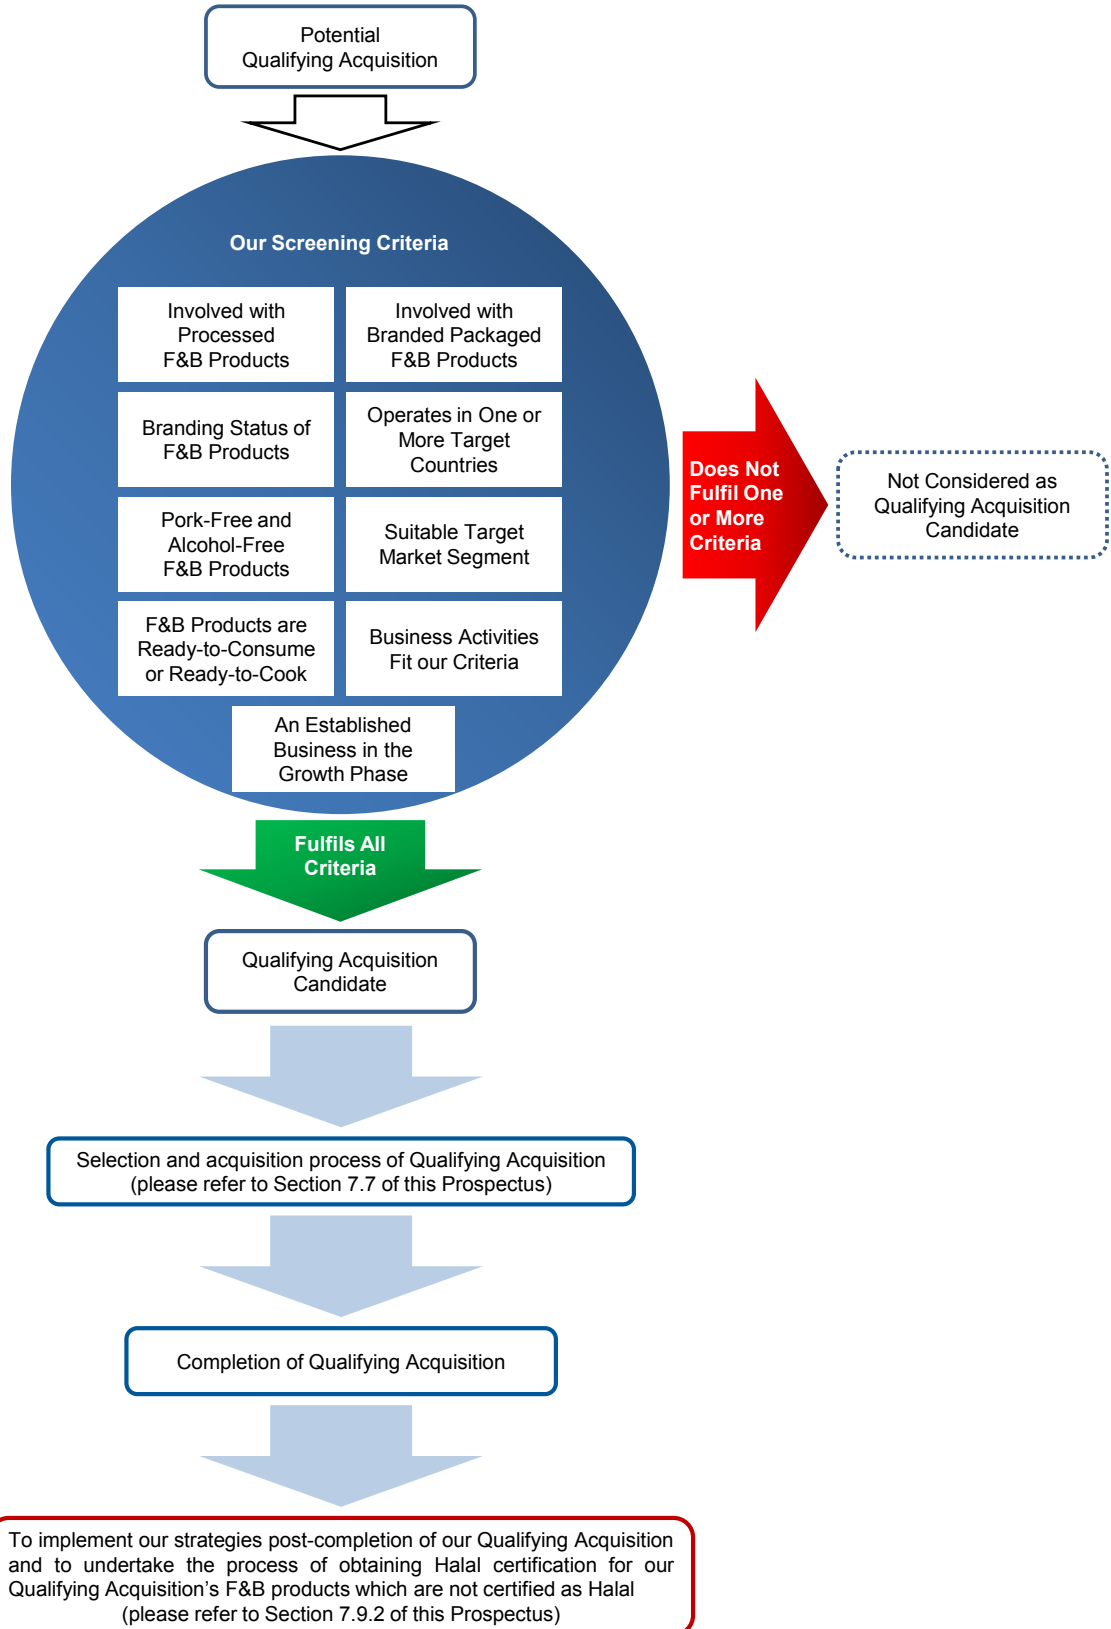 Potential
Qualifying Acquisition
Our Screening Criteria
Involved with
Processed
F&B Products
Involved with
Branded Packaged
F&B Products
Branding Status of
F&B Products
Operates in One or
More Target
Countries
Pork-Free and
Alcohol-Free
F&B Products
Suitable Target
Market Segment
F&B Products are
Ready-to-Consume
or Ready-to-Cook
Business Activities
Fit our Criteria
An Established
Business in the
Growth Phase
Does Not
Fulfil One
or More
Criteria
Not Considered as
Qualifying Acquisition
Candidate
Fulfils All
Criteria
Qualifying Acquisition
Candidate
Selection and acquisition process of Qualifying Acquisition
(please refer to Section 7.7 of this Prospectus)
Completion of Qualifying Acquisition
To implement our strategies post-completion of our Qualifying Acquisition
and to undertake the process of obtaining Halal certification for our
Qualifying Acquisition’s F&B products which are not certified as Halal
(please refer to Section 7.9.2 of this Prospectus)